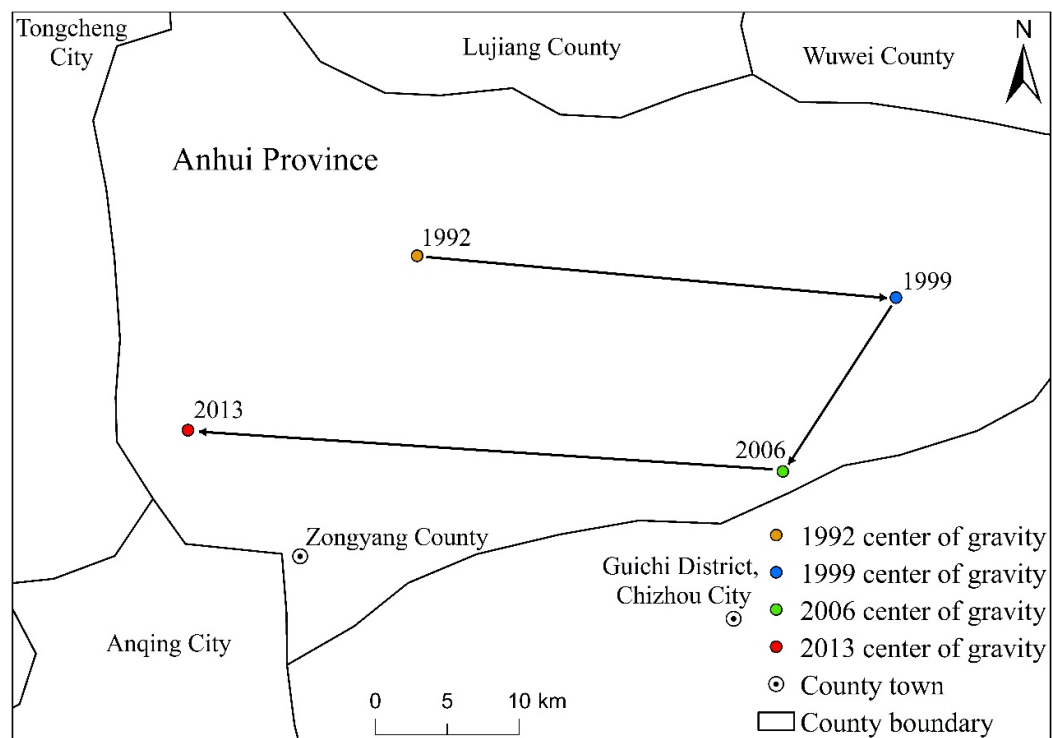 Tongcheng
City
Lujiang County
Wuwei County
N
Anhui Province
1992
1999
2013
2006
Zongyang County
Guichi District,
Chizhou City
Anqing City
1992 center of gravity
1999 center of gravity
2006 center of gravity
2013 center of gravity
County town
County boundary
0 5 10 km